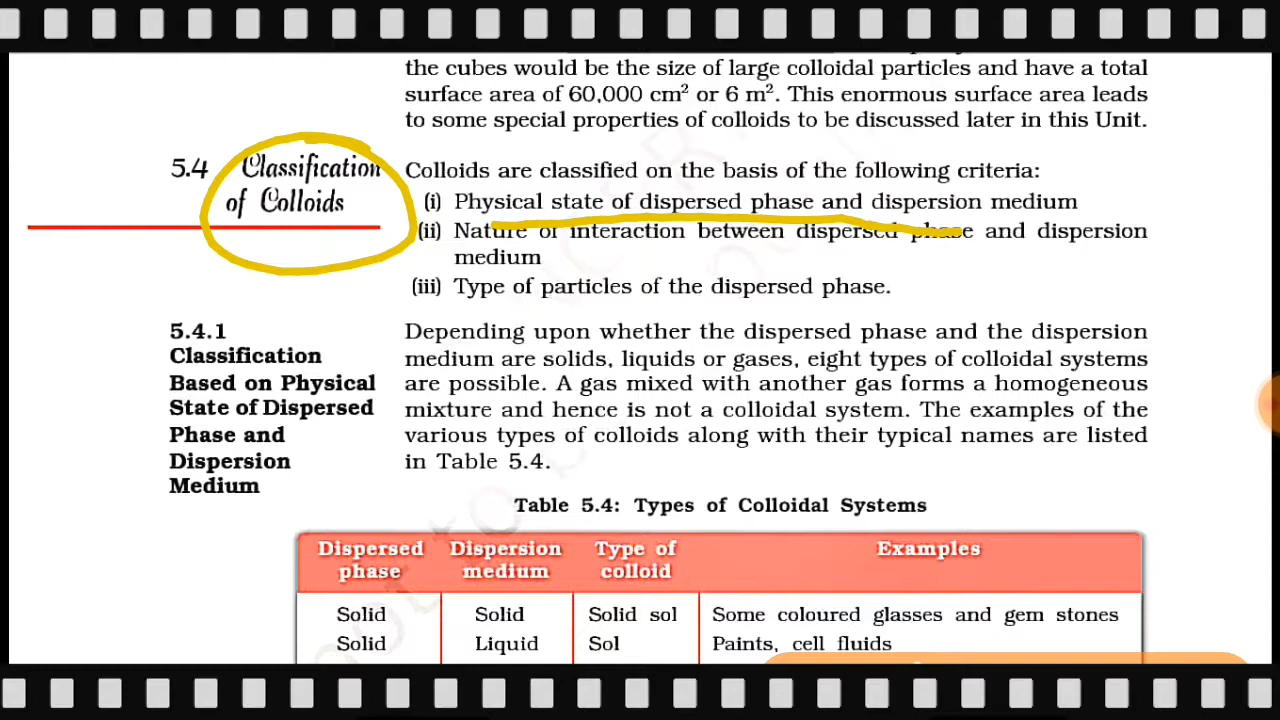 the cubes would be the size of large colloidal particles and have a total
surface area of 60,000 cm² or 6 m². This enormous surface area leads
to some special properties of colloids to be discussed later in this Unit.
5.4 Classification
of Colloids
Colloids are classified on the basis of the following criteria:
(i) Physical state of dispersed phase and dispersion medium
(ii) Nature of interaction between dispersed phase and dispersion
medium
(iii) Type of particles of the dispersed phase.
5.4.1
Classification
Based on Physical
State of Dispersed
Phase and
Dispersion
Medium
Depending upon whether the dispersed phase and the dispersion
medium are solids, liquids or gases, eight types of colloidal systems
are possible. A gas mixed with another gas forms a homogeneous
mixture and hence is not a colloidal system. The examples of the
various types of colloids along with their typical names are listed
in Table 5.4.
Table 5.4: Types of Colloidal Systems
Dispersed phase Dispersion medium Type of colloid Examples
Solid Solid Solid sol Some coloured glasses and gem stones
Solid Liquid Sol Paints, cell fluids